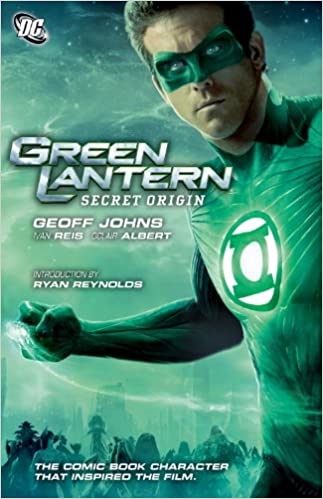 DC
GREEN
LANTERN
SECRET ORIGIN
GEOFF JOHNS
IVAN REIS OCLAIR ALBERT
INTRODUCTION BY
RYAN REYNOLDS
THE COMIC BOOK CHARACTER
THAT INSPIRED THE FILM.